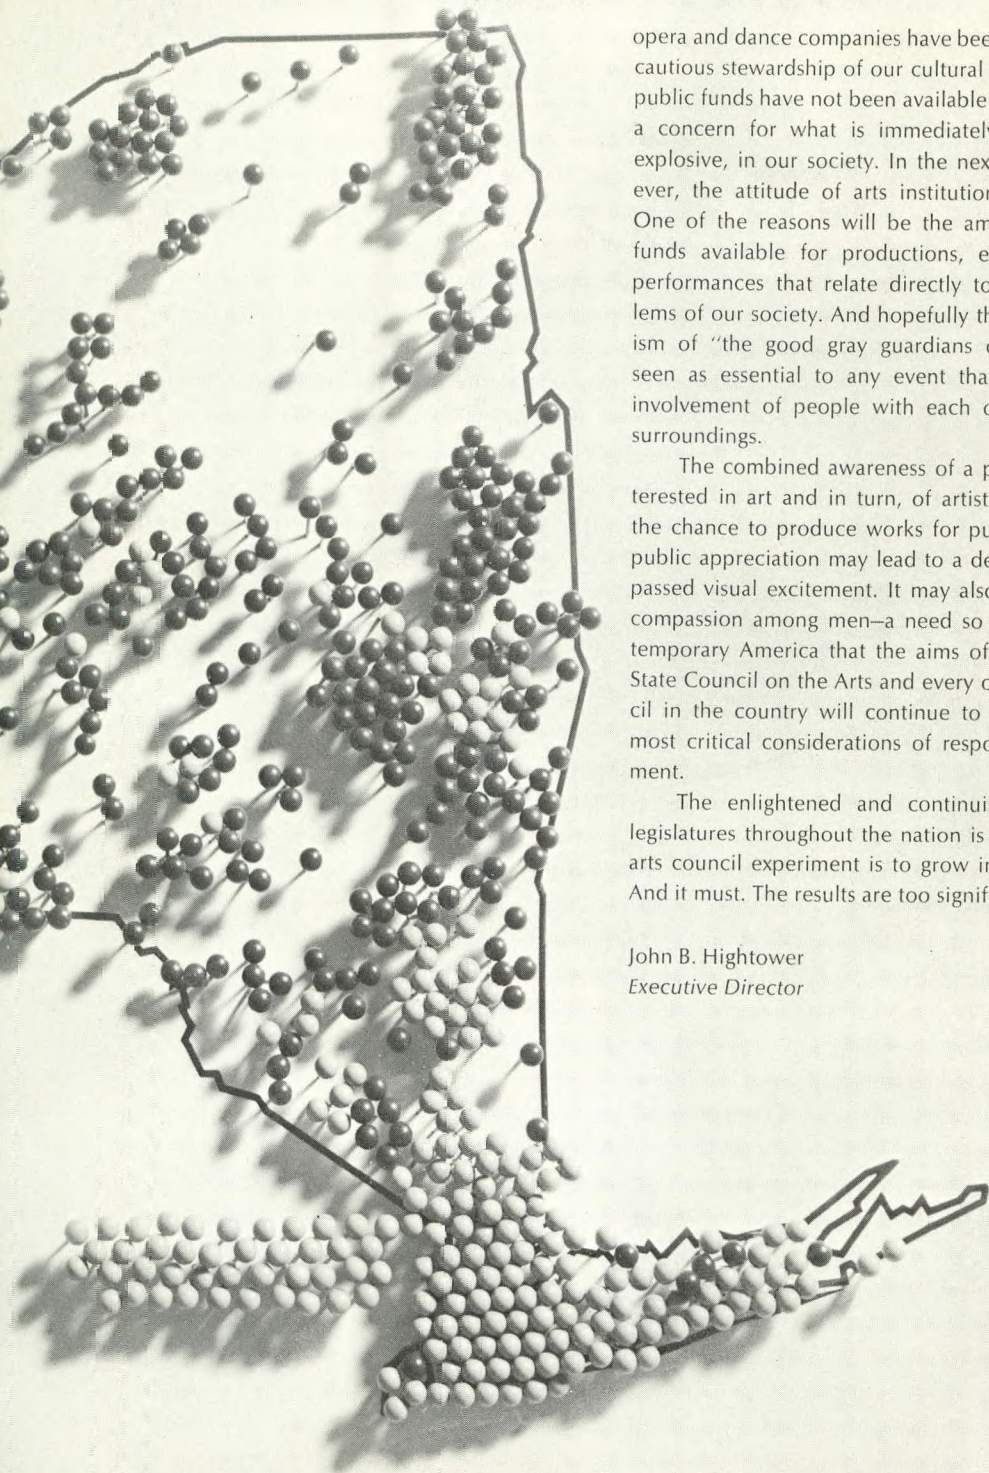 opera and dance companies have bee
cautious stewardship of our cultural
public funds have not been available
a concern for what is immediately
explosive, in our society. In the nex
ever, the attitude of arts institution
One of the reasons will be the am
funds available for productions, e
performances that relate directly to
lems of our society. And hopefully th
ism of "the good gray guardians
seen as essential to any event tha
involvement of people with each o
surroundings.
The combined awareness of a p
terested in art and in turn, of artist
the chance to produce works for pu
public appreciation may lead to a de
passed visual excitement. It may also
compassion among men—a need so
temporary America that the aims of
State Council on the Arts and every c
cil in the country will continue to
most critical considerations of respo
ment.
The enlightened and continui
legislatures throughout the nation is
arts council experiment is to grow in
And it must. The results are too signif
John B. Hightower
Executive Director